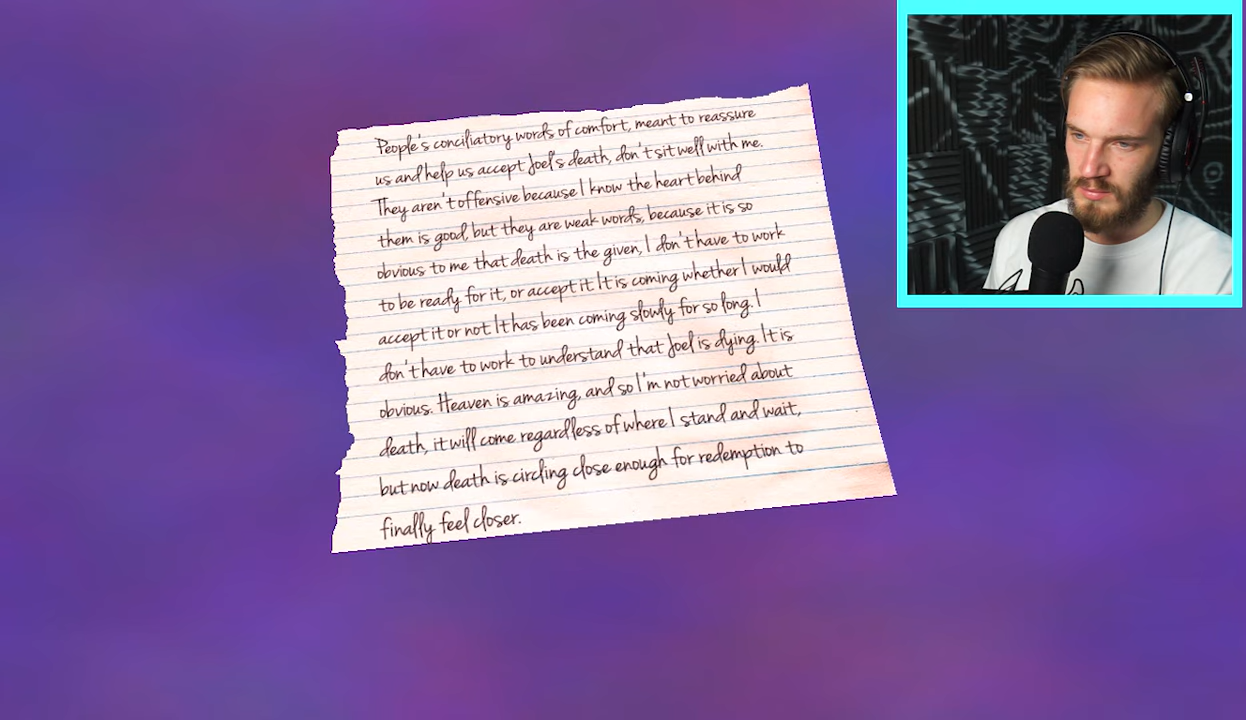 People's conciliatory words of comfort, meant to reassure
us and help us accept Joel's death, don't sit well with me.
They aren't offensive because I know the heart behind
them is good, but they are weak words, because it is so
obvious to me that death is the given, I don't have to work
to be ready for it, or accept it. It is coming whether I would
accept it or not. It has been coming slowly for so long. I
don't have to work to understand that Joel is dying. It is
obvious. Heaven is amazing, and so I'm not worried about
death, it will come regardless of where I stand and wait,
but now death is circling close enough for redemption to
finally feel closer.